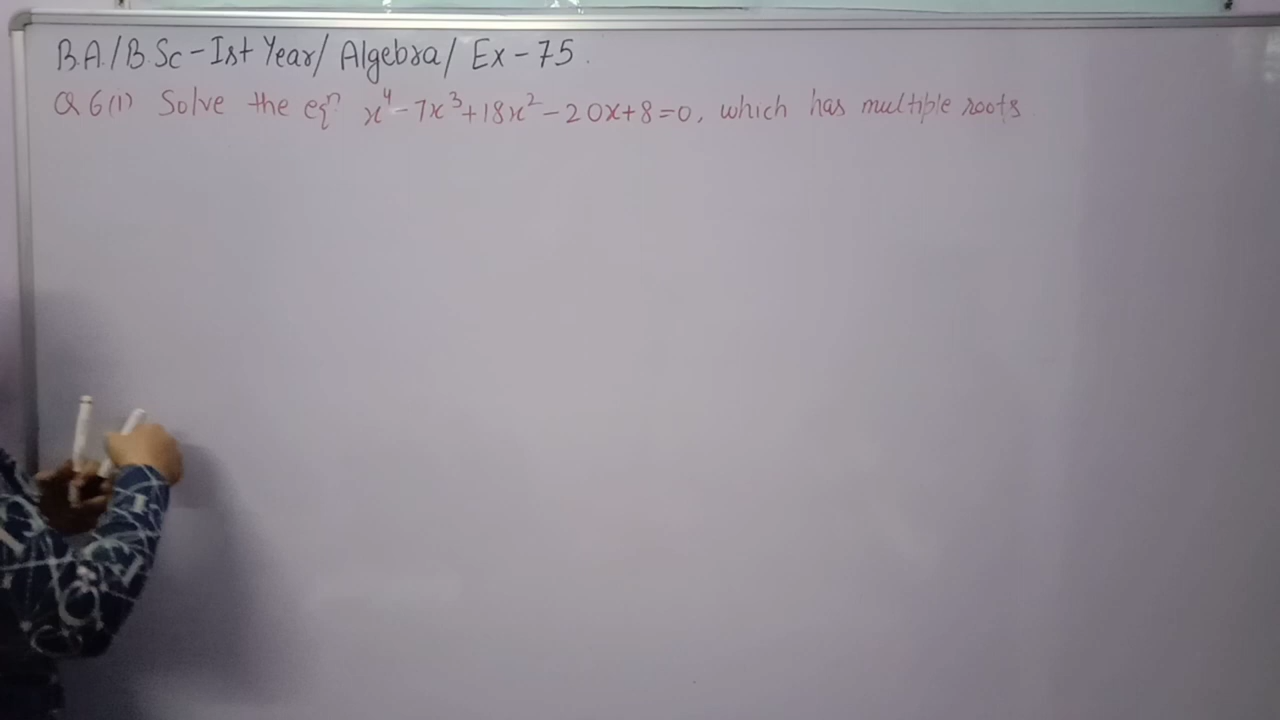 B.A./B.Sc-Ist Year/ Algebra/ Ex-75.
Q 6(i) Solve the eqⁿ x⁴-7x³+18x²-20x+8=0, which has multiple roots